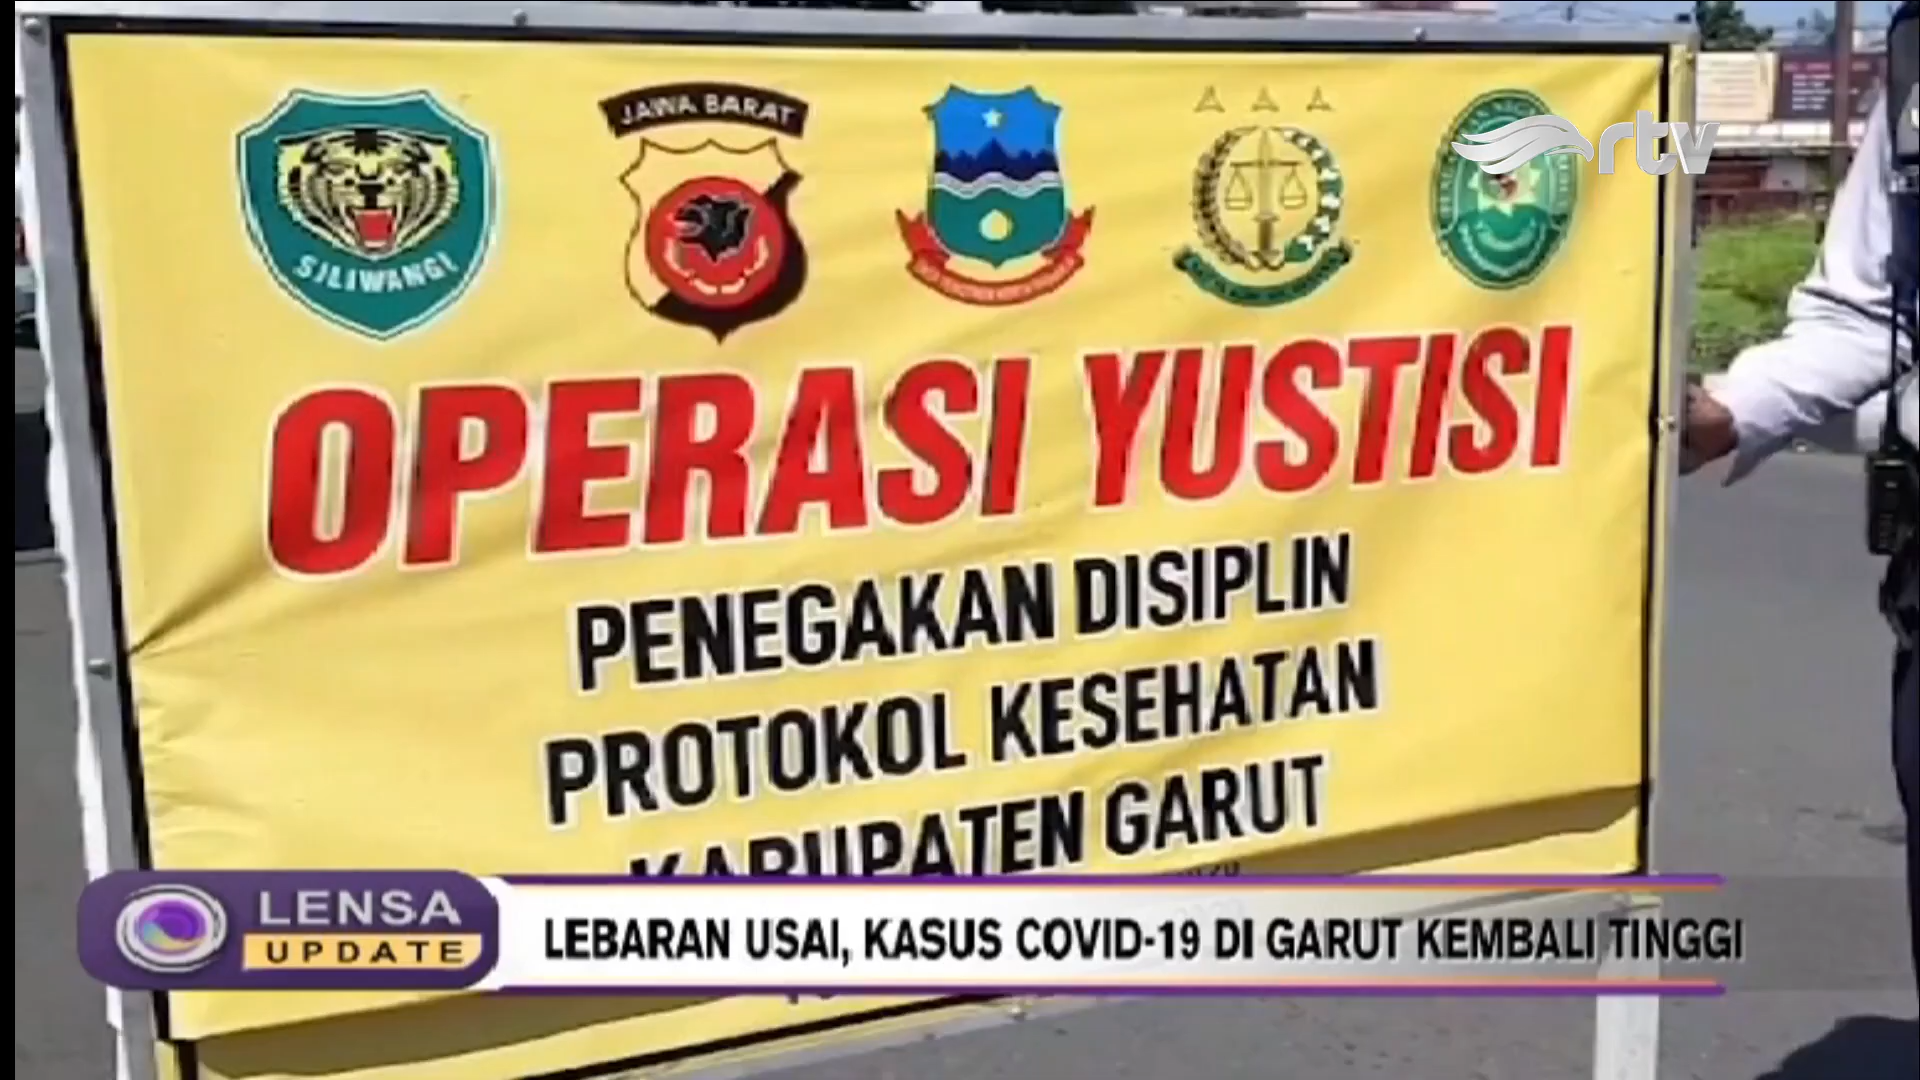 JAWA BARAT
SILIWANGI
rtv
OPERASI YUSTISI
PENEGAKAN DISIPLIN
PROTOKOL KESEHATAN
KABUPATEN GARUT
LENSA
UPDATE
LEBARAN USAI, KASUS COVID-19 DI GARUT KEMBALI TINGGI